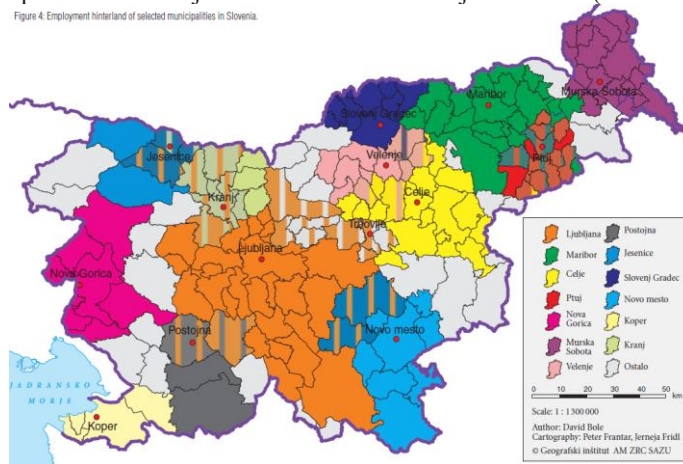 Figure 4: Employment hinterland of selected municipalities in Slovenia.
Murska Sobota
Maribor
Slovenj Gradec
Ptuj
Jesenice
Velenje
Celje
Kranj
Trbovlje
Ljubljana
Nova Gorica
Postojna
Novo mesto
JADRANSKO
MORJE
Koper
Ljubljana
Maribor
Celje
Ptuj
Nova
Gorica
Murska
Sobota
Velenje
Postojna
Jesenice
Slovenj Gradec
Novo mesto
Koper
Kranj
Ostalo
0 10 20 30 40 50 km
Scale: 1 : 1 300 000
Author: David Bole
Cartography: Peter Frantar, Jerneja Fridl
© Geografski inštitut AM ZRC SAZU